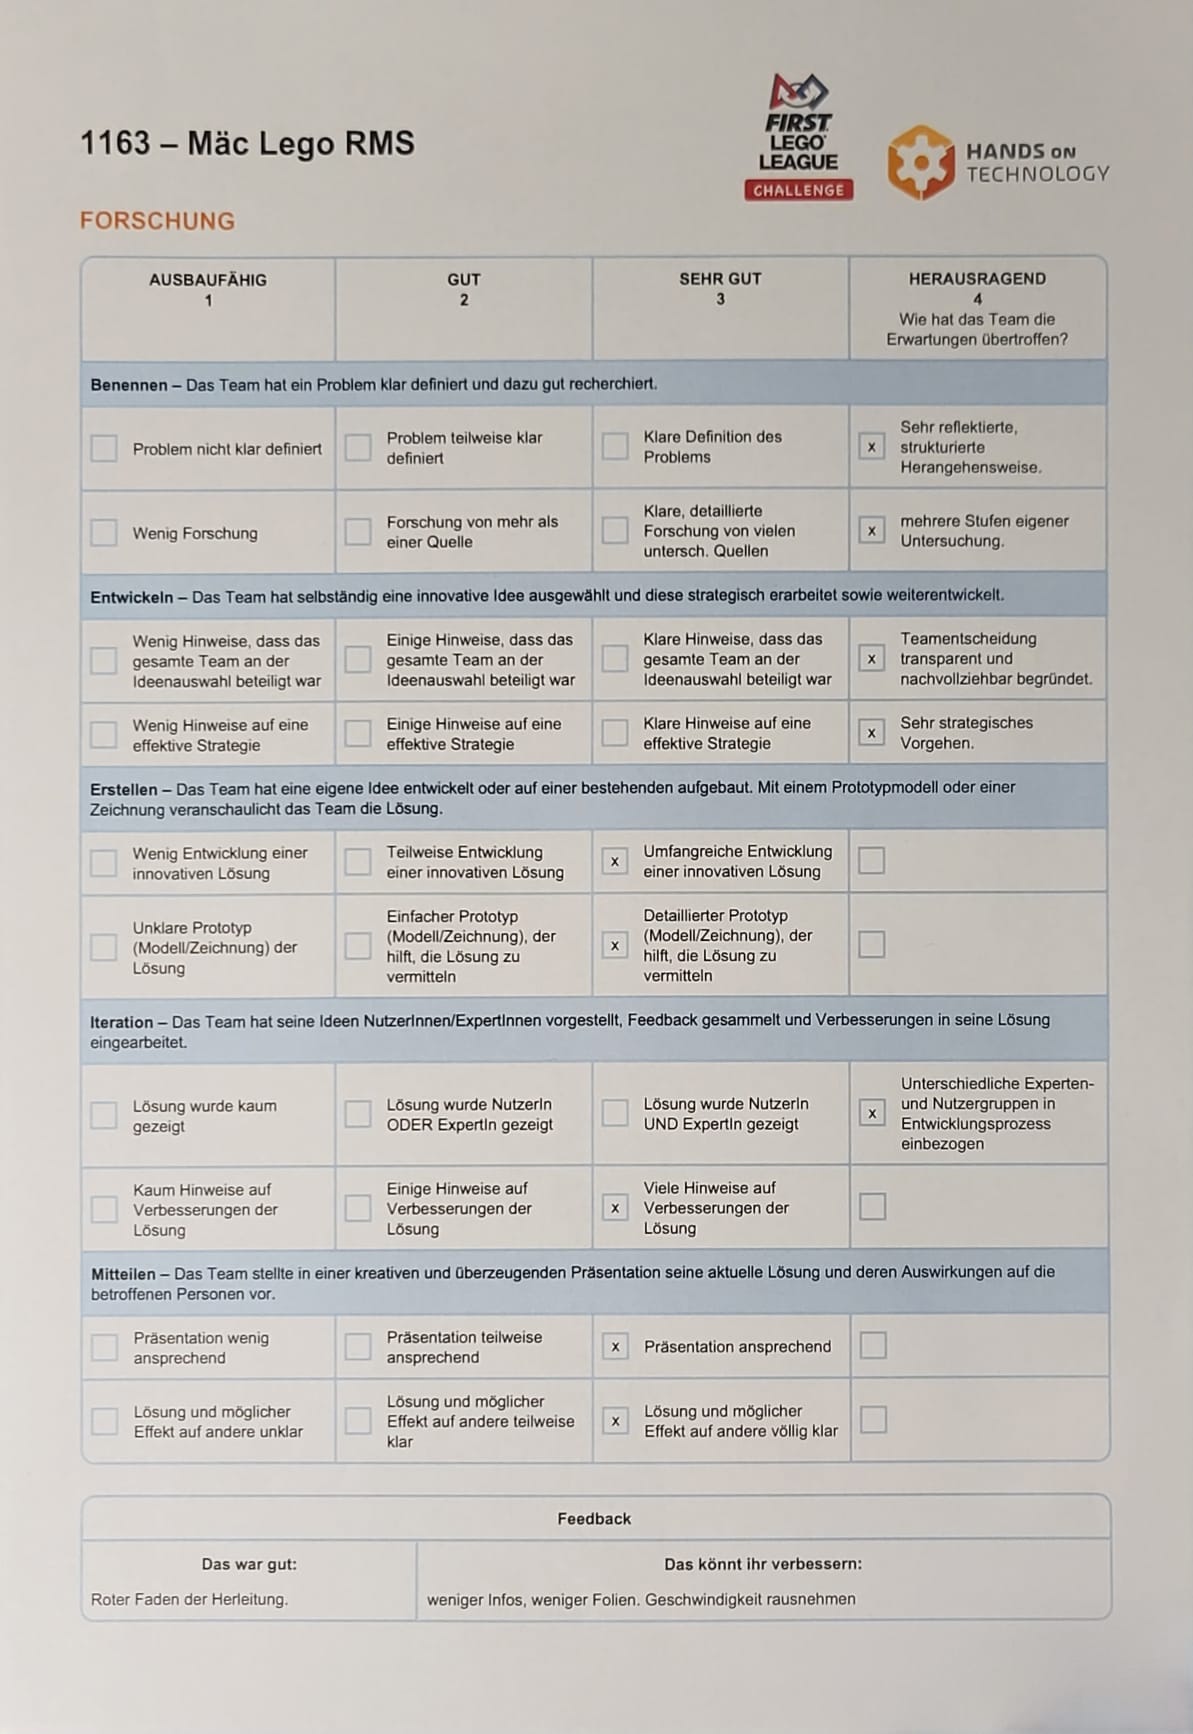 1163 – Mäc Lego RMS
FIRST
LEGO
LEAGUE
CHALLENGE
HANDS ON
TECHNOLOGY
FORSCHUNG
AUSBAUFÄHIG
1
GUT
2
SEHR GUT
3
HERAUSRAGEND
4
Wie hat das Team die
Erwartungen übertroffen?
Benennen – Das Team hat ein Problem klar definiert und dazu gut recherchiert.
Problem nicht klar definiert
Problem teilweise klar
definiert
Klare Definition des
Problems
x
Sehr reflektierte,
strukturierte
Herangehensweise.
Wenig Forschung
Forschung von mehr als
einer Quelle
Klare, detaillierte
Forschung von vielen
untersch. Quellen
x
mehrere Stufen eigener
Untersuchung.
Entwickeln – Das Team hat selbständig eine innovative Idee ausgewählt und diese strategisch erarbeitet sowie weiterentwickelt.
Wenig Hinweise, dass das
gesamte Team an der
Ideenauswahl beteiligt war
Einige Hinweise, dass das
gesamte Team an der
Ideenauswahl beteiligt war
Klare Hinweise, dass das
gesamte Team an der
Ideenauswahl beteiligt war
x
Teamentscheidung
transparent und
nachvollziehbar begründet.
Wenig Hinweise auf eine
effektive Strategie
Einige Hinweise auf eine
effektive Strategie
Klare Hinweise auf eine
effektive Strategie
x
Sehr strategisches
Vorgehen.
Erstellen – Das Team hat eine eigene Idee entwickelt oder auf einer bestehenden aufgebaut. Mit einem Prototypmodell oder einer
Zeichnung veranschaulicht das Team die Lösung.
Wenig Entwicklung einer
innovativen Lösung
Teilweise Entwicklung
einer innovativen Lösung
x
Umfangreiche Entwicklung
einer innovativen Lösung
Unklare Prototyp
(Modell/Zeichnung) der
Lösung
Einfacher Prototyp
(Modell/Zeichnung), der
hilft, die Lösung zu
vermitteln
x
Detaillierter Prototyp
(Modell/Zeichnung), der
hilft, die Lösung zu
vermitteln
Iteration – Das Team hat seine Ideen NutzerInnen/ExpertInnen vorgestellt, Feedback gesammelt und Verbesserungen in seine Lösung
eingearbeitet.
Lösung wurde kaum
gezeigt
Lösung wurde NutzerIn
ODER ExpertIn gezeigt
Lösung wurde NutzerIn
UND ExpertIn gezeigt
x
Unterschiedliche Experten-
und Nutzergruppen in
Entwicklungsprozess
einbezogen
Kaum Hinweise auf
Verbesserungen der
Lösung
Einige Hinweise auf
Verbesserungen der
Lösung
x
Viele Hinweise auf
Verbesserungen der
Lösung
Mitteilen – Das Team stellte in einer kreativen und überzeugenden Präsentation seine aktuelle Lösung und deren Auswirkungen auf die
betroffenen Personen vor.
Präsentation wenig
ansprechend
Präsentation teilweise
ansprechend
x
Präsentation ansprechend
Lösung und möglicher
Effekt auf andere unklar
Lösung und möglicher
Effekt auf andere teilweise
klar
x
Lösung und möglicher
Effekt auf andere völlig klar
Feedback
Das war gut:
Roter Faden der Herleitung.
Das könnt ihr verbessern:
weniger Infos, weniger Folien. Geschwindigkeit rausnehmen